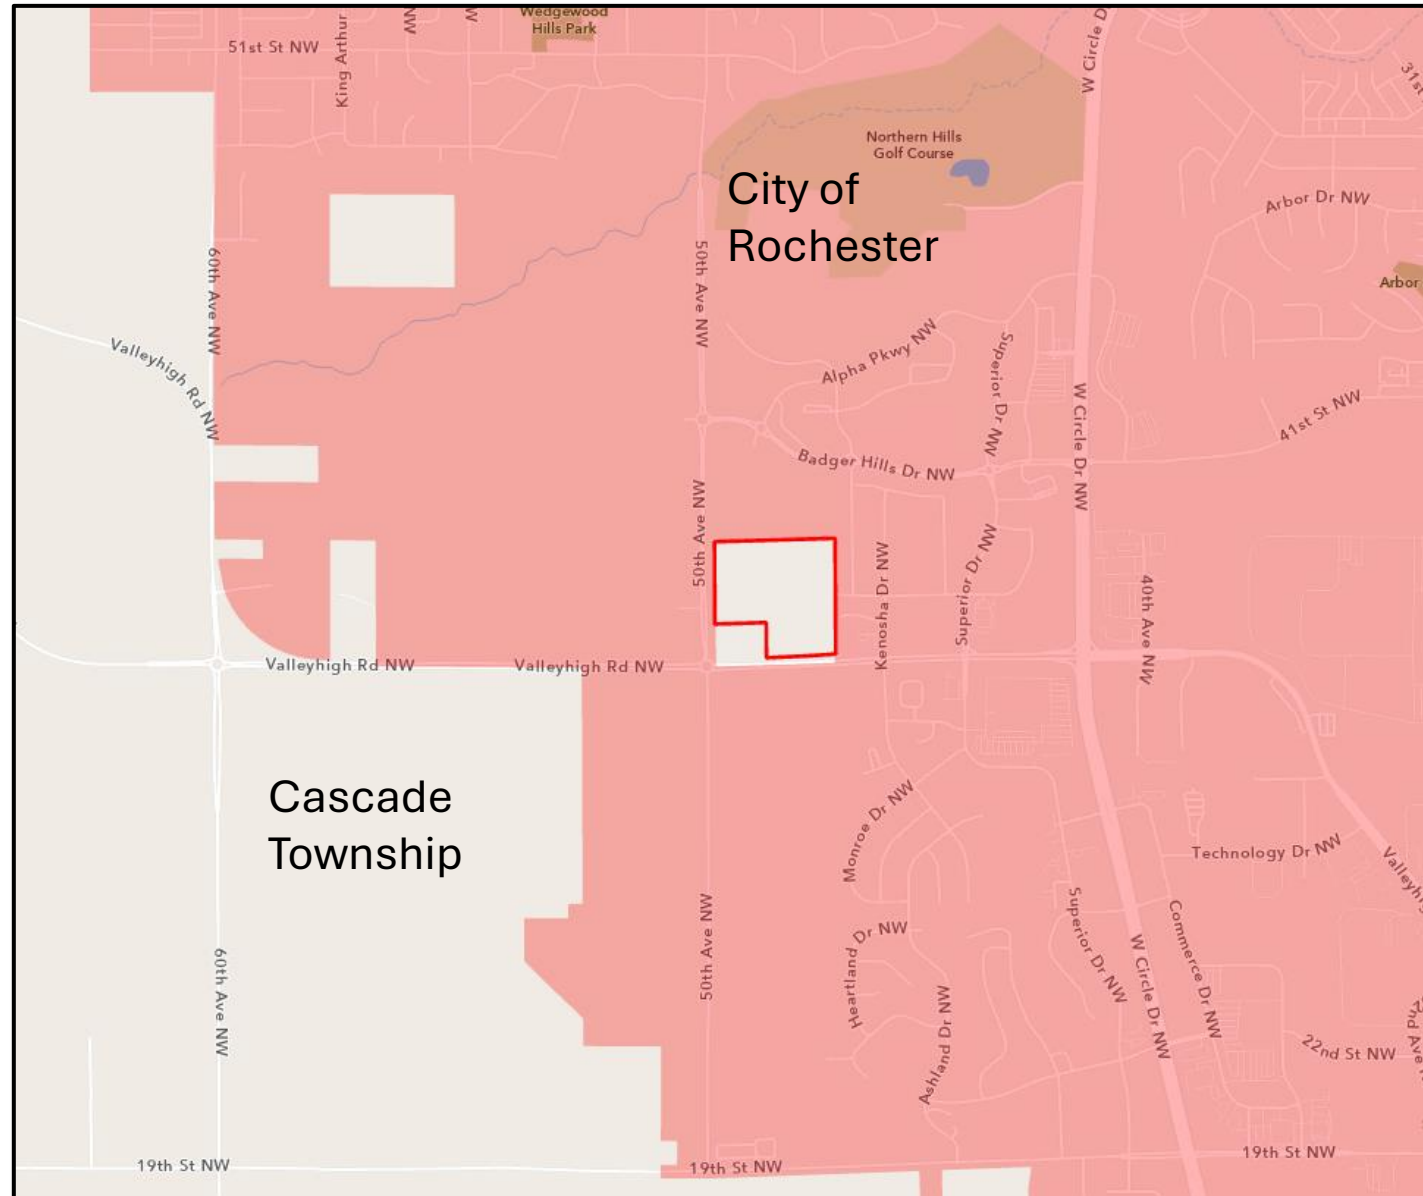 Wedgewood
Hills Park
NW
W
51st St NW
King Arthur
W Circle D
31st
Northern Hills
Golf Course
City of
Rochester
Arbor Dr NW
Arbor
60th Ave NW
50th Ave NW
Valleyhigh Rd NW
Alpha Pkwy NW
Superior Dr NW
W Circle Dr NW
41st St NW
Badger Hills Dr NW
50th Ave NW
Kenosha Dr NW
Superior Dr NW
40th Ave NW
Valleyhigh Rd NW
Valleyhigh Rd NW
Cascade
Township
Monroe Dr NW
Technology Dr NW
Valleyhi
60th Ave NW
50th Ave NW
Heartland Dr NW
Superior Dr NW
Commerce Dr NW
W Circle Dr NW
Ashland Dr NW
22nd St NW
19th St NW
19th St NW
19th St NW